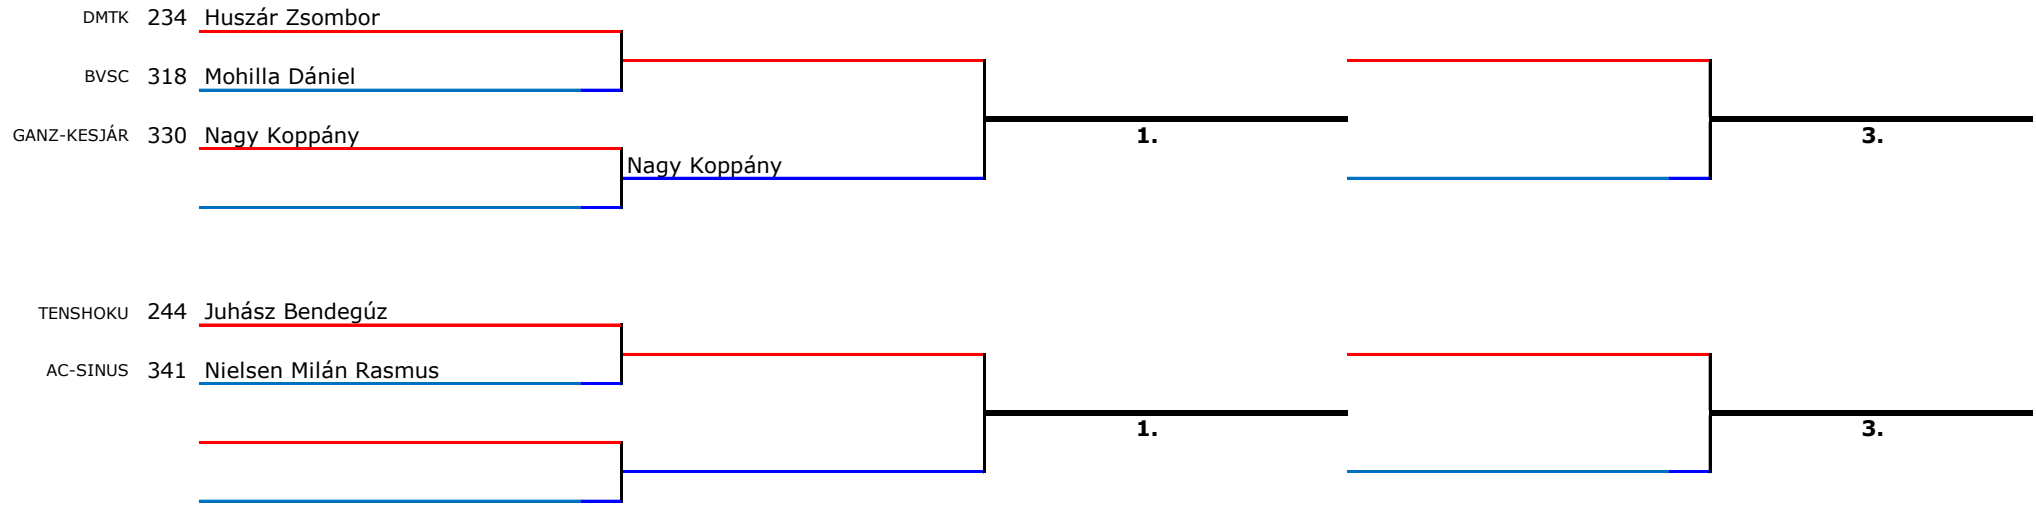 DMTK 234 Huszár Zsombor
BVSC 318 Mohilla Dániel
GANZ-KESJÁR 330 Nagy Koppány
Nagy Koppány
1.
3.
TENSHOKU 244 Juhász Bendegúz
AC-SINUS 341 Nielsen Milán Rasmus
1.
3.